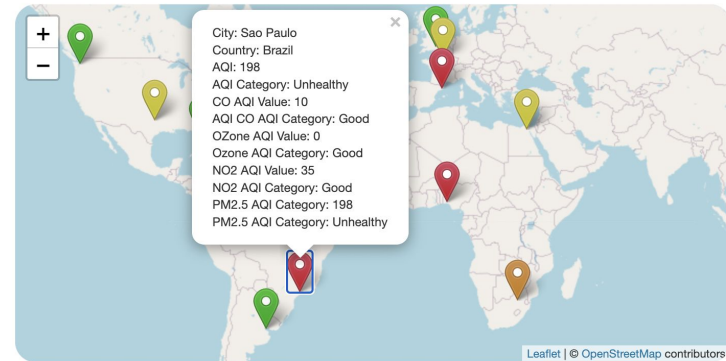 +
−
×
City: Sao Paulo
Country: Brazil
AQI: 198
AQI Category: Unhealthy
CO AQI Value: 10
AQI CO AQI Category: Good
OZone AQI Value: 0
Ozone AQI Category: Good
NO2 AQI Value: 35
NO2 AQI Category: Good
PM2.5 AQI Category: 198
PM2.5 AQI Category: Unhealthy
Leaflet | © OpenStreetMap contributors